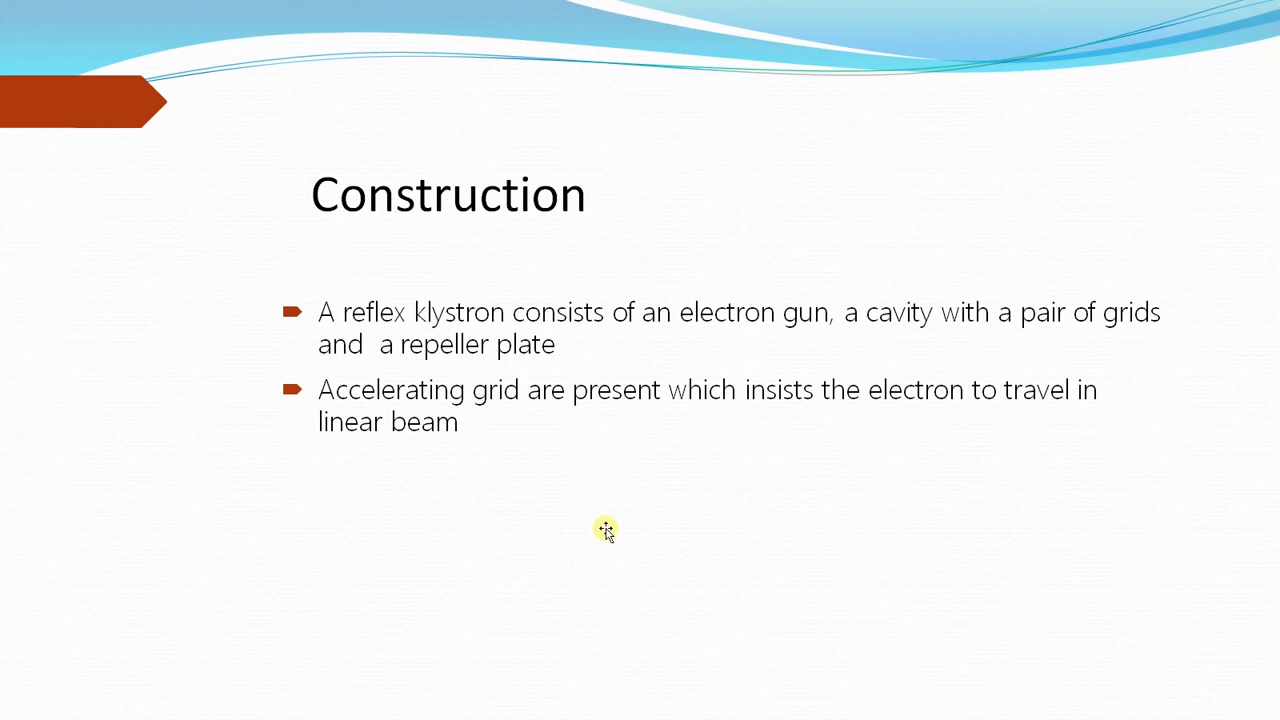 Construction
A reflex klystron consists of an electron gun, a cavity with a pair of grids
and  a repeller plate
Accelerating grid are present which insists the electron to travel in
linear beam